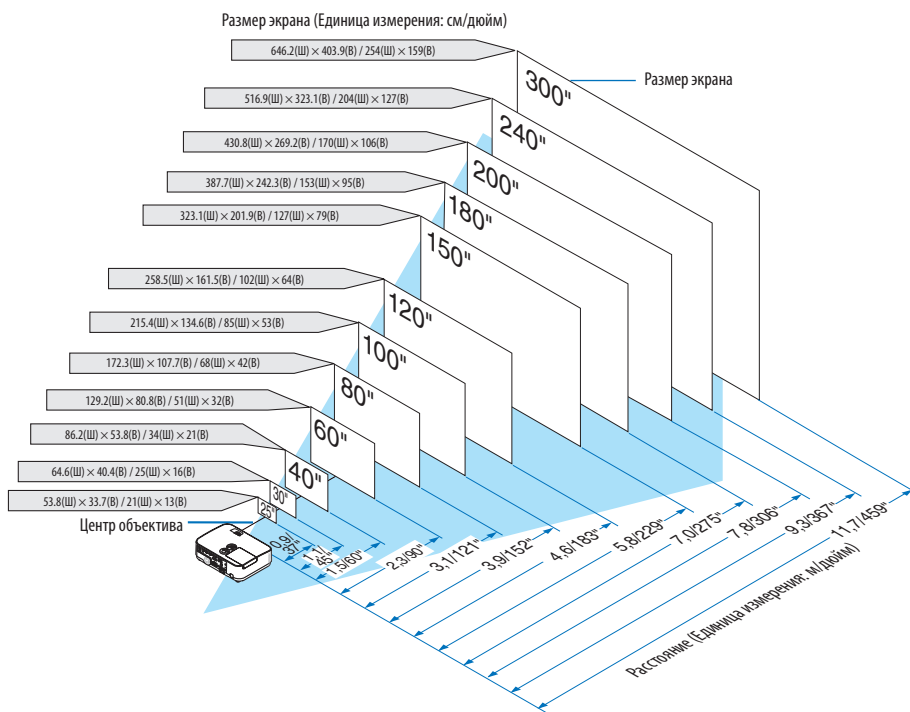 Размер экрана (Единица измерения: см/дюйм)
646.2(Ш) × 403.9(В) / 254(Ш) × 159(В)
Размер экрана
300"
516.9(Ш) × 323.1(В) / 204(Ш) × 127(В)
240"
430.8(Ш) × 269.2(В) / 170(Ш) × 106(В)
200"
387.7(Ш) × 242.3(В) / 153(Ш) × 95(В)
180"
323.1(Ш) × 201.9(В) / 127(Ш) × 79(В)
150"
258.5(Ш) × 161.5(В) / 102(Ш) × 64(В)
120"
215.4(Ш) × 134.6(В) / 85(Ш) × 53(В)
100"
172.3(Ш) × 107.7(В) / 68(Ш) × 42(В)
80"
129.2(Ш) × 80.8(В) / 51(Ш) × 32(В)
60"
86.2(Ш) × 53.8(В) / 34(Ш) × 21(В)
40"
64.6(Ш) × 40.4(В) / 25(Ш) × 16(В)
30"
53.8(Ш) × 33.7(В) / 21(Ш) × 13(В)
25"
Центр объектива
0,9/
37"
1,1/
45"
1,5/60"
2,3/90"
3,1/121"
3,9/152"
4,6/183"
5,8/229"
7,0/275"
7,8/306"
9,3/367"
11,7/459"
Расстояние (Единица измерения: м/дюйм)